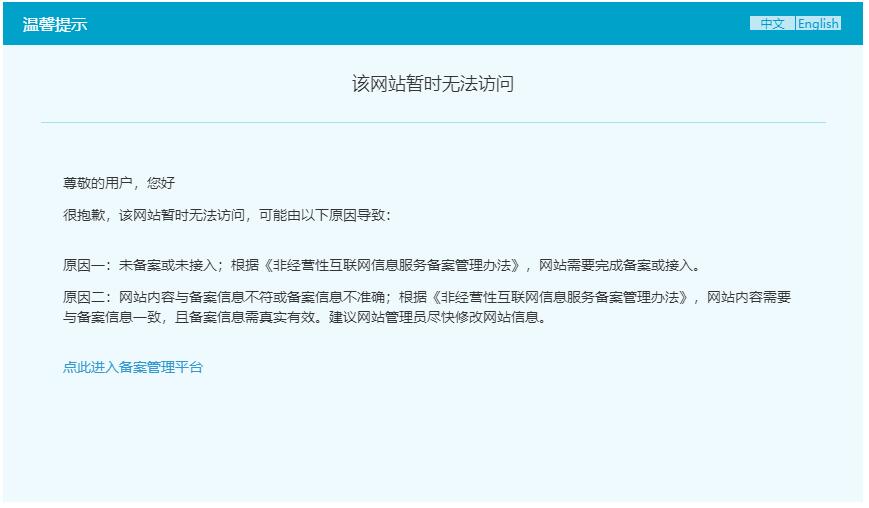 温馨提示
中文 English
该网站暂时无法访问
尊敬的用户，您好
很抱歉，该网站暂时无法访问，可能由以下原因导致：
原因一：未备案或未接入；根据《非经营性互联网信息服务备案管理办法》，网站需要完成备案或接入。
原因二：网站内容与备案信息不符或备案信息不准确；根据《非经营性互联网信息服务备案管理办法》，网站内容需要
与备案信息一致，且备案信息需真实有效。建议网站管理员尽快修改网站信息。
点此进入备案管理平台